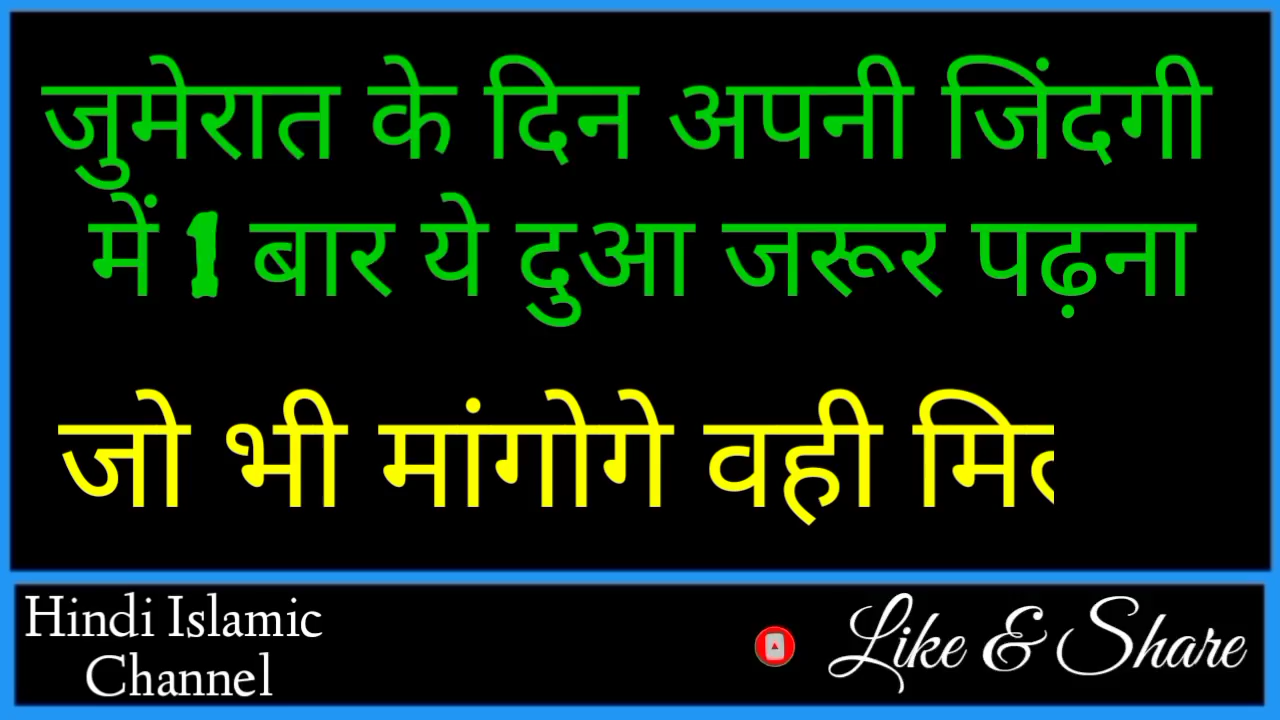 जुमेरात के दिन अपनी जिंदगी
में 1 बार ये दुआ जरूर पढ़ना
जो भी मांगोगे वही
Hindi Islamic
Channel
Like & Share